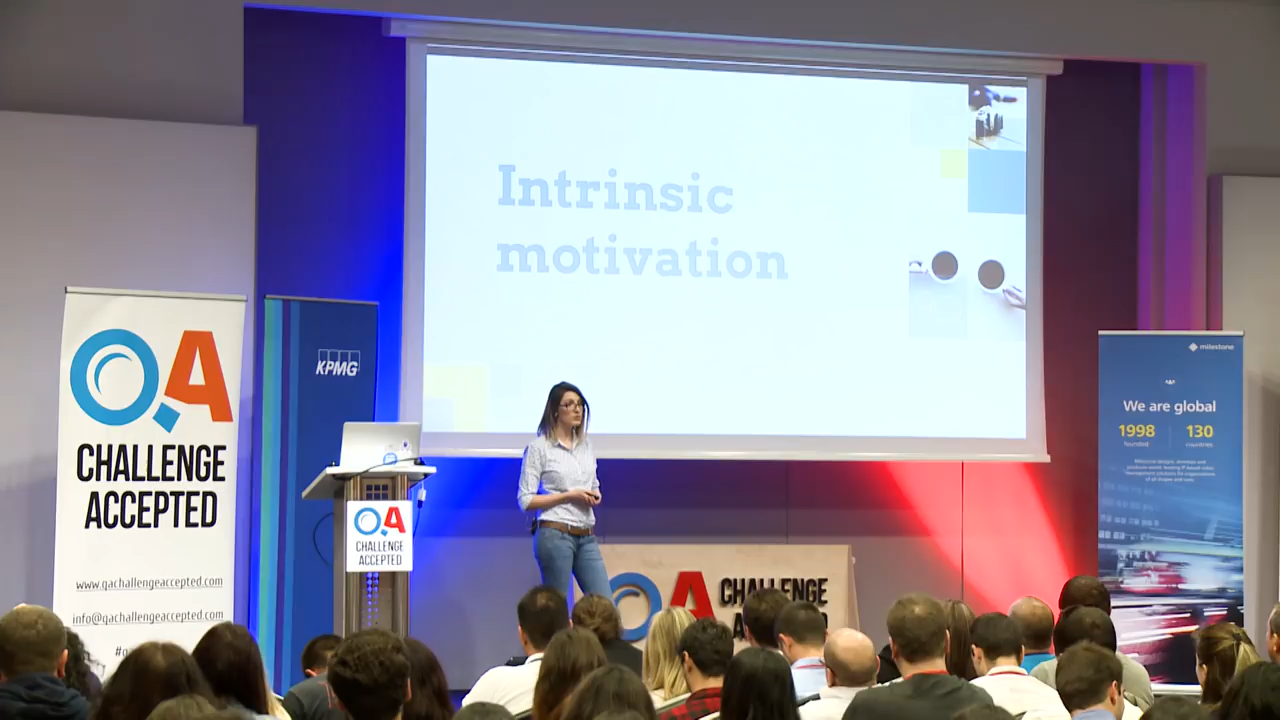 Intrinsic
motivation
QA
CHALLENGE
ACCEPTED
www.qachallengeaccepted.com
info@qachallengeaccepted.com
KPMG
QA
CHALLENGE
ACCEPTED
QA
CHALLENGE
milestone
We are global
1998
130
founded
countries